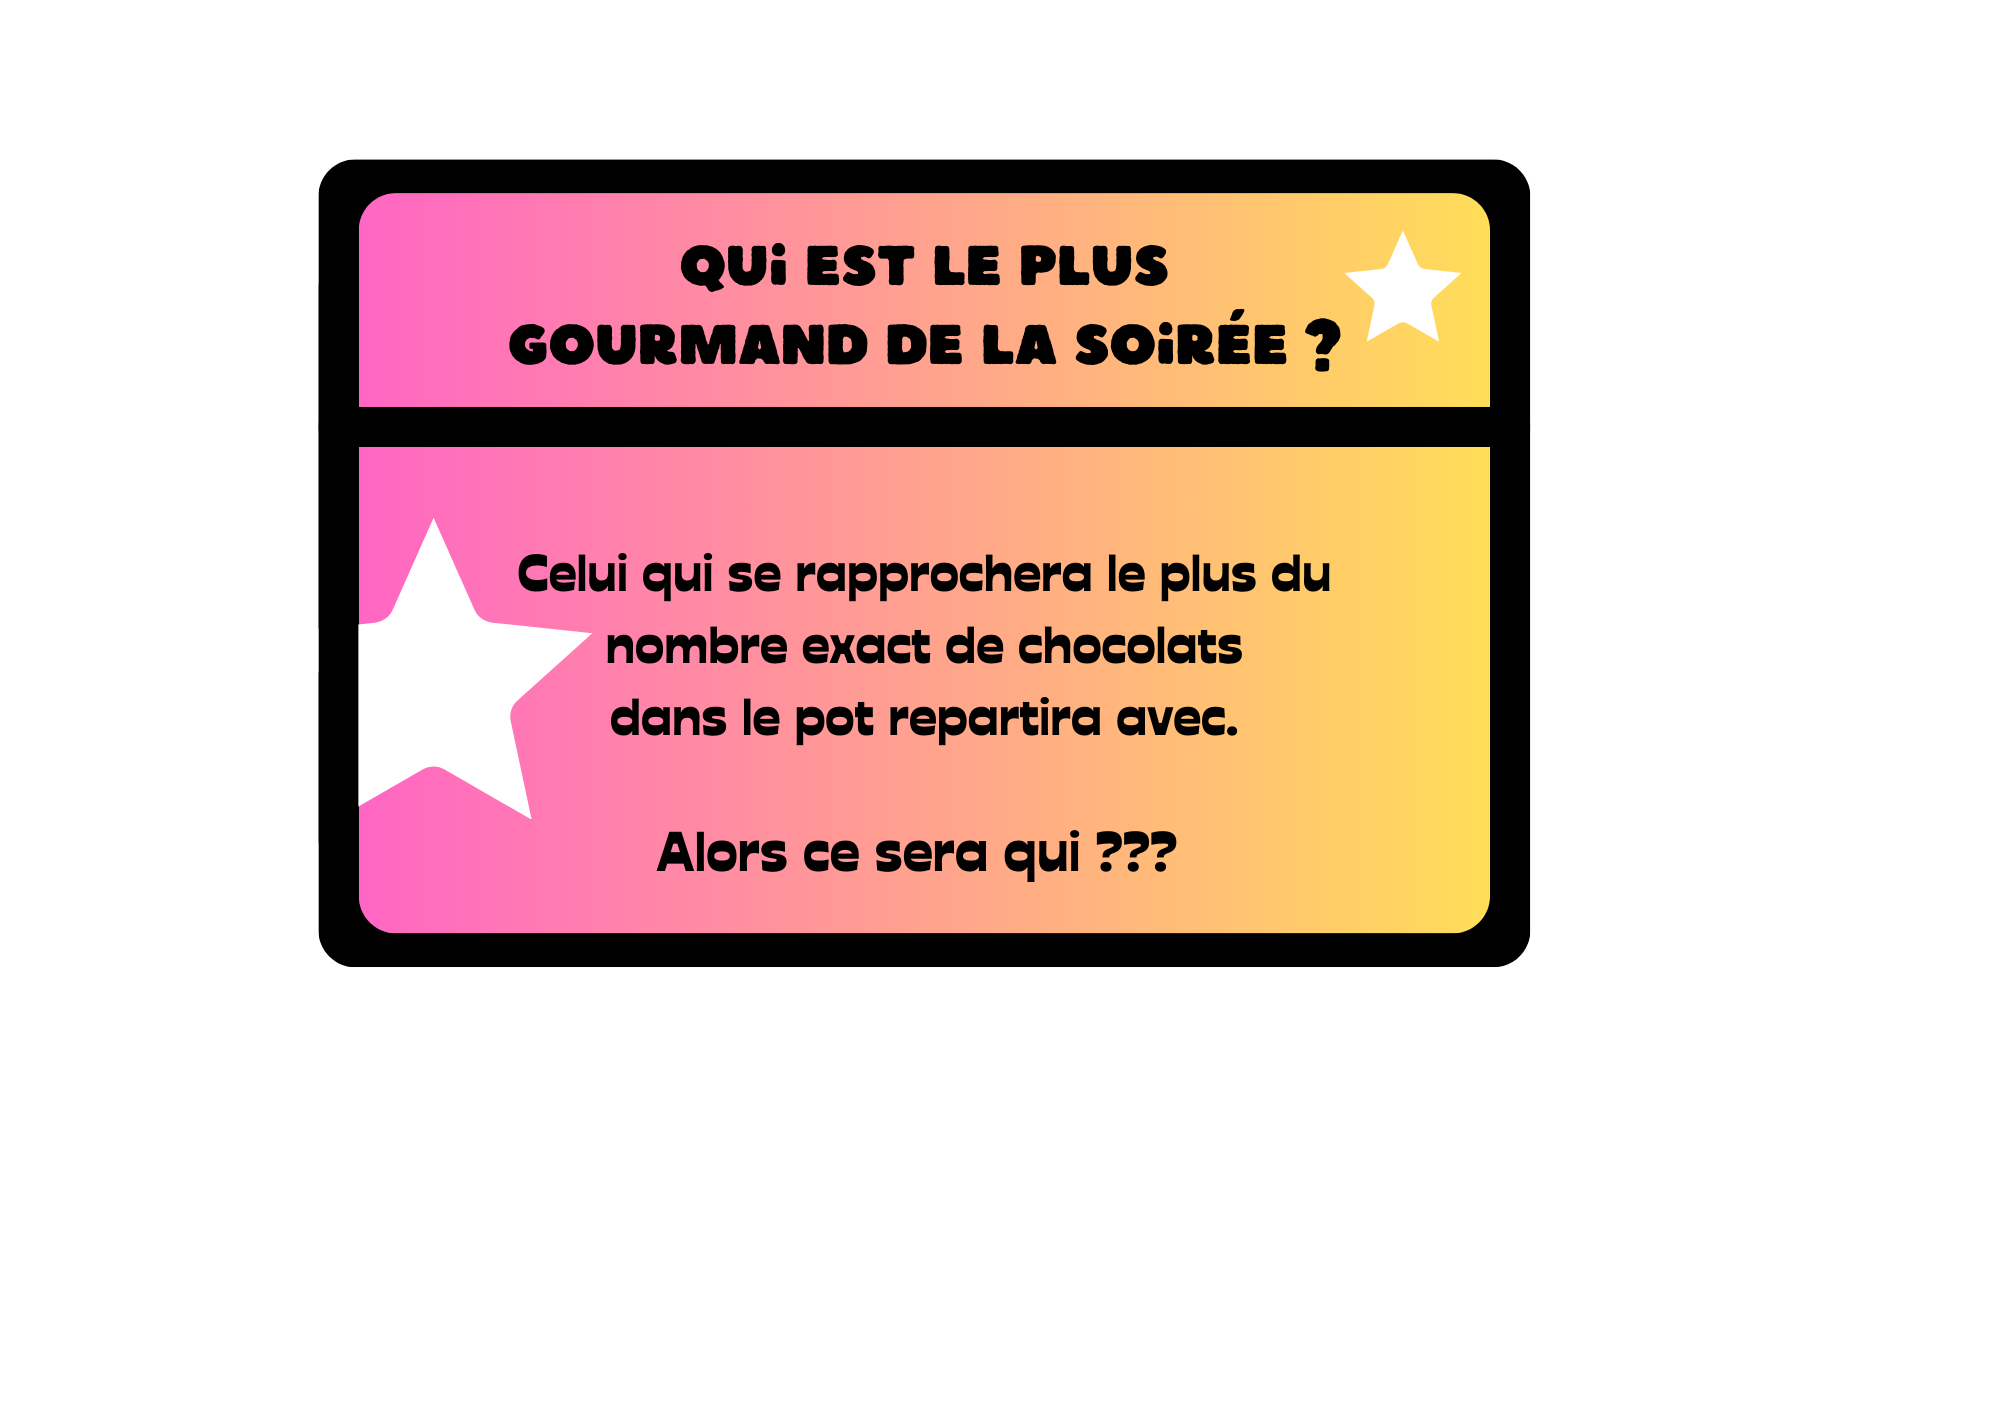 QUi EST LE PLUS
GOURMAND DE LA SOiRÉE ?
Celui qui se rapprochera le plus du
nombre exact de chocolats
dans le pot repartira avec.
Alors ce sera qui ???